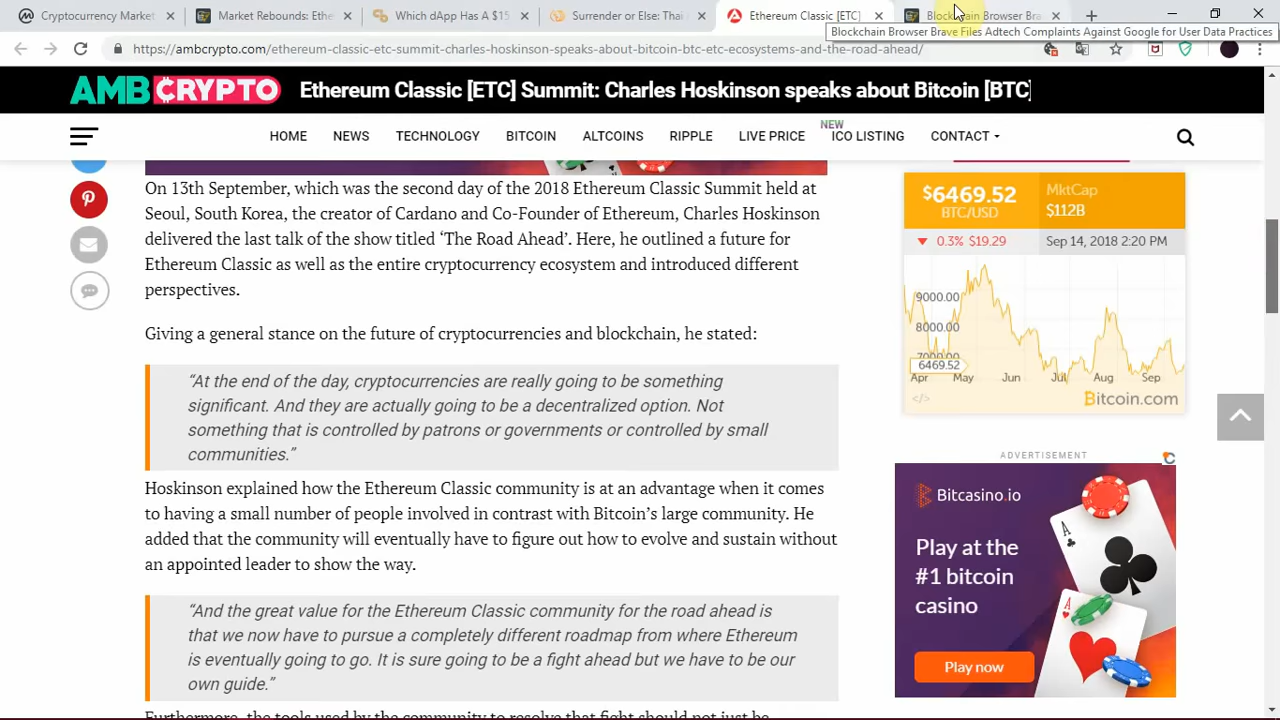 Cryptocurrency Market
Market Rebounds: Ethe
Which dApp Has A $15
Surrender or Else: Thai
Ethereum Classic [ETC]
Blockchain Browser Bra
Blockchain Browser Brave Files Adtech Complaints Against Google for User Data Practices
https://ambcrypto.com/ethereum-classic-etc-summit-charles-hoskinson-speaks-about-bitcoin-btc-etc-ecosystems-and-the-road-ahead/
AMBCRYPTO
Ethereum Classic [ETC] Summit: Charles Hoskinson speaks about Bitcoin [BTC]
HOME
NEWS
TECHNOLOGY
BITCOIN
ALTCOINS
RIPPLE
LIVE PRICE
NEW
ICO LISTING
CONTACT
On 13th September, which was the second day of the 2018 Ethereum Classic Summit held at
Seoul, South Korea, the creator of Cardano and Co-Founder of Ethereum, Charles Hoskinson
delivered the last talk of the show titled ‘The Road Ahead’. Here, he outlined a future for
Ethereum Classic as well as the entire cryptocurrency ecosystem and introduced different
perspectives.
Giving a general stance on the future of cryptocurrencies and blockchain, he stated:
“At the end of the day, cryptocurrencies are really going to be something
significant. And they are actually going to be a decentralized option. Not
something that is controlled by patrons or governments or controlled by small
communities.”
Hoskinson explained how the Ethereum Classic community is at an advantage when it comes
to having a small number of people involved in contrast with Bitcoin’s large community. He
added that the community will eventually have to figure out how to evolve and sustain without
an appointed leader to show the way.
“And the great value for the Ethereum Classic community for the road ahead is
that we now have to pursue a completely different roadmap from where Ethereum
is eventually going to go. It is sure going to be a fight ahead but we have to be our
own guide.”
Furthermore, the tools used by the community to resolve that fight should not just be
$6469.52
BTC/USD
MktCap
$112B
0.3% $19.29
Sep 14, 2018 2:20 PM
9000.00
8000.00
7000.00
6469.52
Apr
May
Jun
Jul
Aug
Sep
Bitcoin.com
ADVERTISEMENT
Bitcasino.io
Play at the
#1 bitcoin
casino
Play now